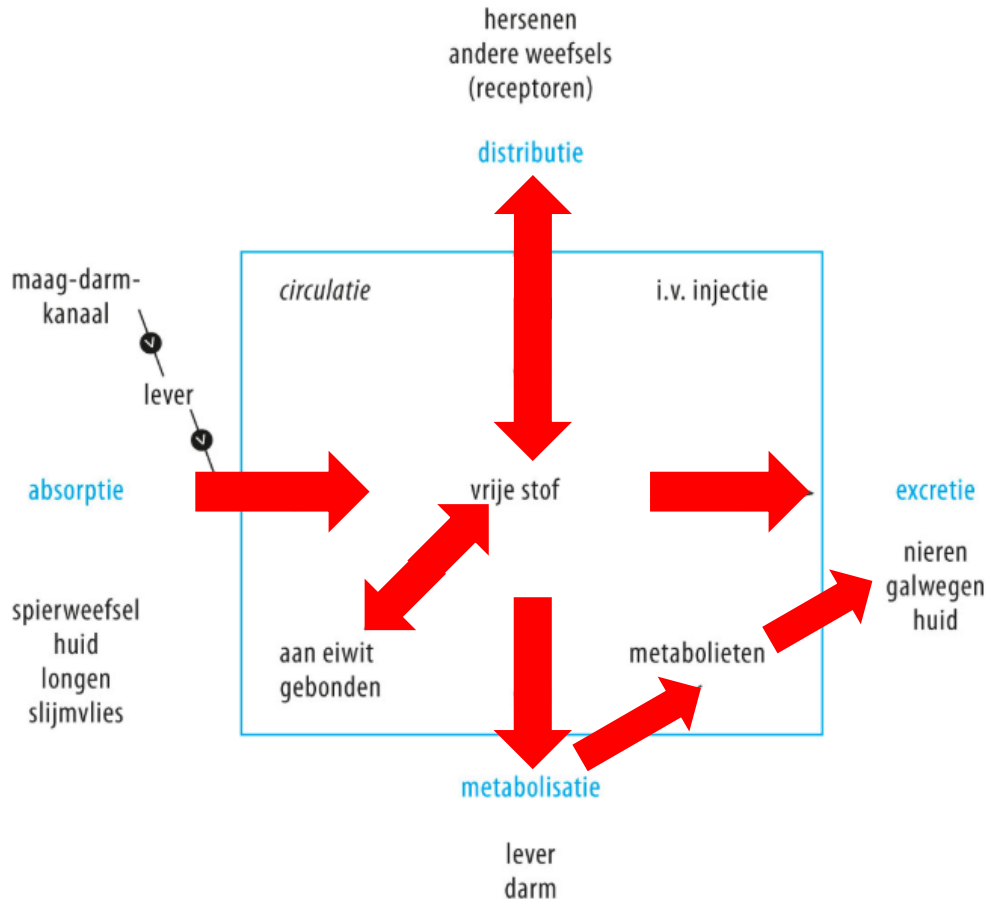 hersenen
andere weefsels
(receptoren)
distributie
maag-darm-
kanaal
lever
circulatie
i.v. injectie
absorptie
vrije stof
excretie
spierweefsel
huid
longen
slijmvlies
aan eiwit
gebonden
metabolieten
nieren
galwegen
huid
metabolisatie
lever
darm